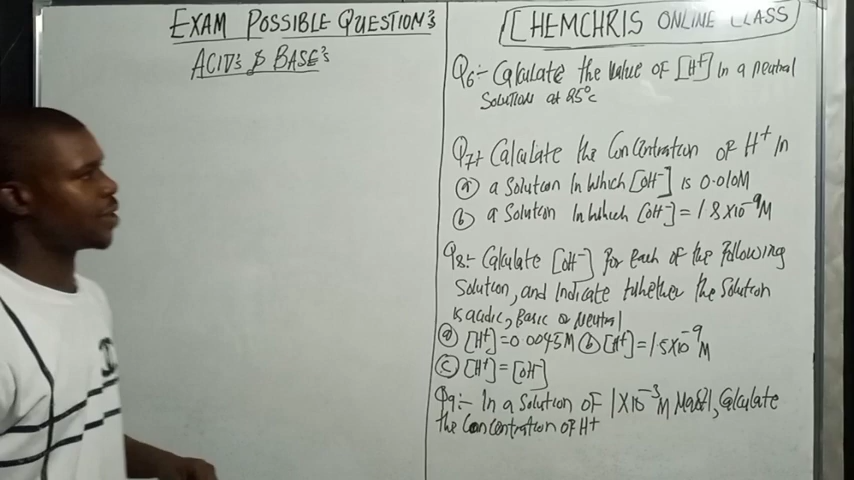 EXAM POSSIBLE QUESTIONS
ACID'S & BASE'S
CHEMCHRIS ONLINE CLASS
Q6:- Calculate the value of [H+] In a neutral
Solution at 25°c
Q7:- Calculate the Concentration of H+ In
(a) a Solution In which [OH-] is 0.010M
(b) a Solution In which [OH-] = 1.8X10-9M
Q8:- Calculate [OH-] for each of the following
Solution, and Indicate whether the Solution
is acidic, Basic or Neutral
(a) [H+] = 0.0045M (b) [H+] = 1.5X10-9M
(c) [H+] = [OH-]
Q9:- In a Solution of 1X10-3M, Calculate
the Concentration of H+